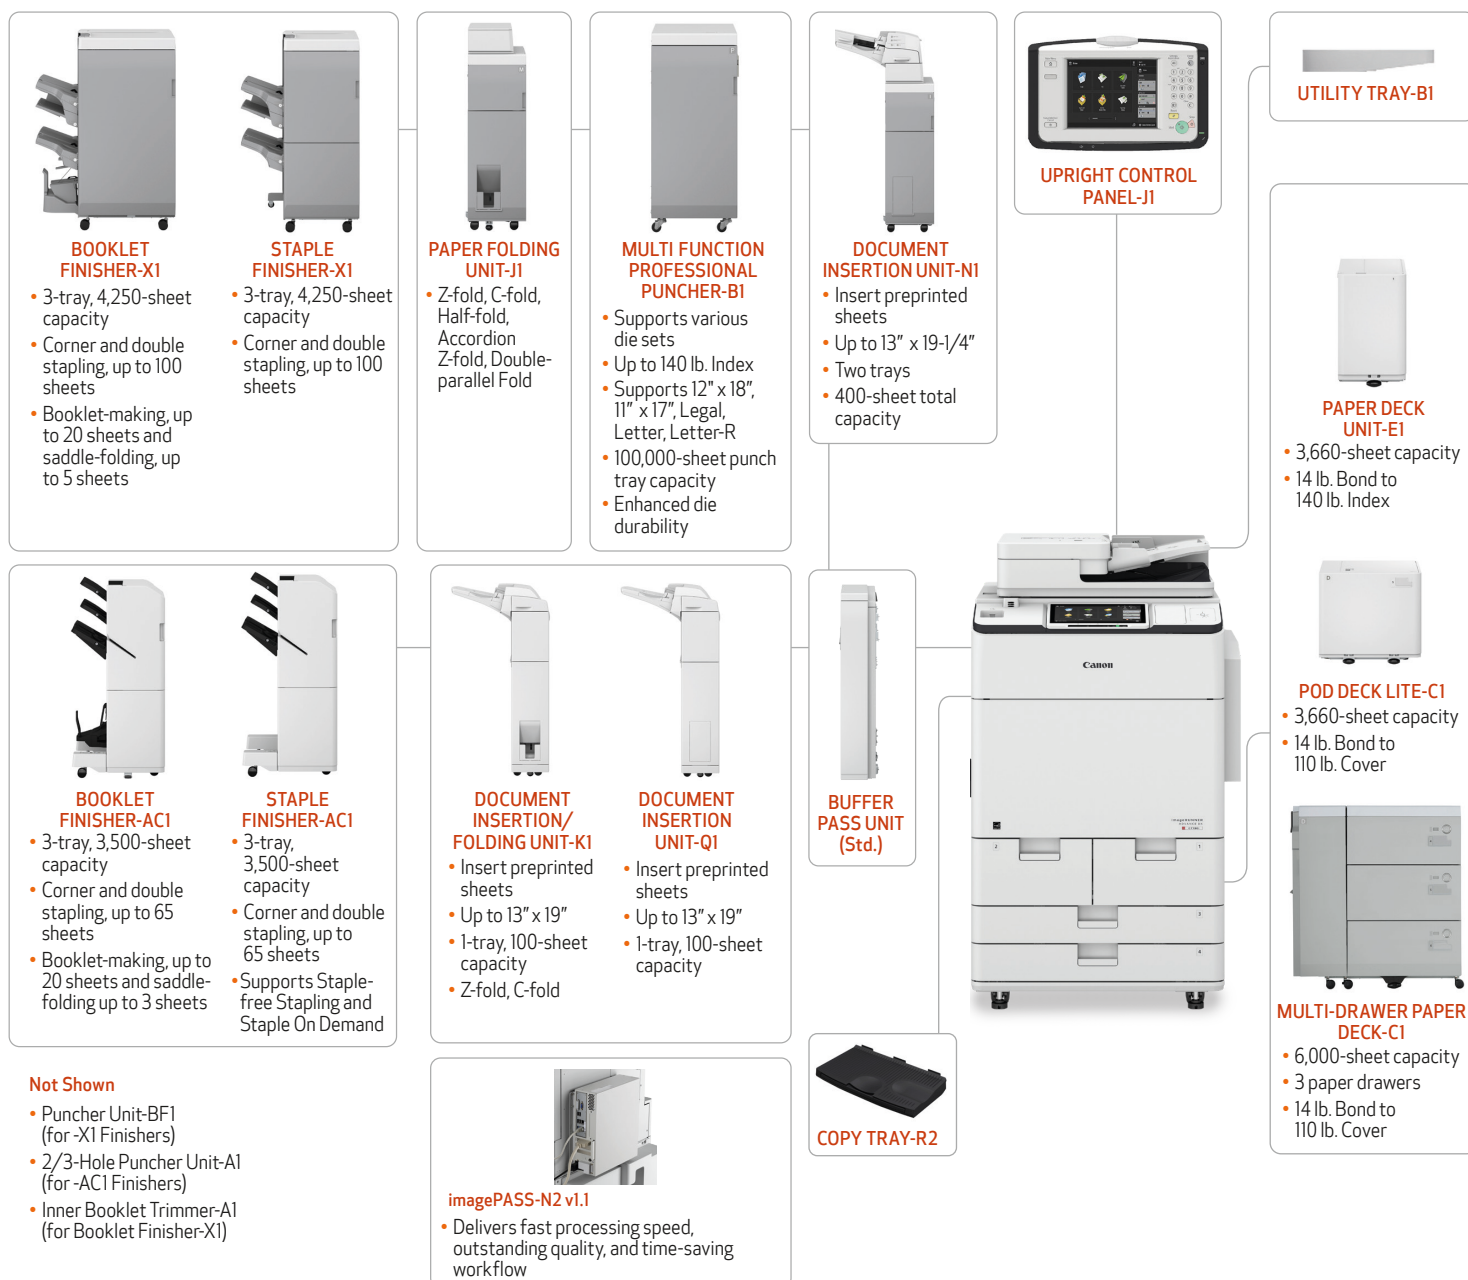 BOOKLET
FINISHER-X1
• 3-tray, 4,250-sheet
capacity
• Corner and double
stapling, up to 100
sheets
• Booklet-making, up
to 20 sheets and
saddle-folding, up
to 5 sheets
STAPLE
FINISHER-X1
• 3-tray, 4,250-sheet
capacity
• Corner and double
stapling, up to 100
sheets
PAPER FOLDING
UNIT-J1
• Z-fold, C-fold,
Half-fold,
Accordion
Z-fold, Double-
parallel Fold
MULTI FUNCTION
PROFESSIONAL
PUNCHER-B1
• Supports various
die sets
• Up to 140 lb. Index
• Supports 12" x 18",
11" x 17", Legal,
Letter, Letter-R
• 100,000-sheet punch
tray capacity
• Enhanced die
durability
DOCUMENT
INSERTION UNIT-N1
• Insert preprinted
sheets
• Up to 13" x 19-1/4"
• Two trays
• 400-sheet total
capacity
UPRIGHT CONTROL
PANEL-J1
UTILITY TRAY-B1
PAPER DECK
UNIT-E1
• 3,660-sheet capacity
• 14 lb. Bond to
140 lb. Index
POD DECK LITE-C1
• 3,660-sheet capacity
• 14 lb. Bond to
110 lb. Cover
MULTI-DRAWER PAPER
DECK-C1
• 6,000-sheet capacity
• 3 paper drawers
• 14 lb. Bond to
110 lb. Cover
BOOKLET
FINISHER-AC1
• 3-tray, 3,500-sheet
capacity
• Corner and double
stapling, up to 65
sheets
• Booklet-making, up to
20 sheets and saddle-
folding up to 3 sheets
STAPLE
FINISHER-AC1
• 3-tray,
3,500-sheet
capacity
• Corner and double
stapling, up to
65 sheets
• Supports Staple-
free Stapling and
Staple On Demand
DOCUMENT
INSERTION/
FOLDING UNIT-K1
• Insert preprinted
sheets
• Up to 13" x 19"
• 1-tray, 100-sheet
capacity
• Z-fold, C-fold
DOCUMENT
INSERTION
UNIT-Q1
• Insert preprinted
sheets
• Up to 13" x 19"
• 1-tray, 100-sheet
capacity
BUFFER
PASS UNIT
(Std.)
Canon
2
1
3
4
COPY TRAY-R2
Not Shown
• Puncher Unit-BF1
(for -X1 Finishers)
• 2/3-Hole Puncher Unit-A1
(for -AC1 Finishers)
• Inner Booklet Trimmer-A1
(for Booklet Finisher-X1)
imagePASS-N2 v1.1
• Delivers fast processing speed,
outstanding quality, and time-saving
workflow